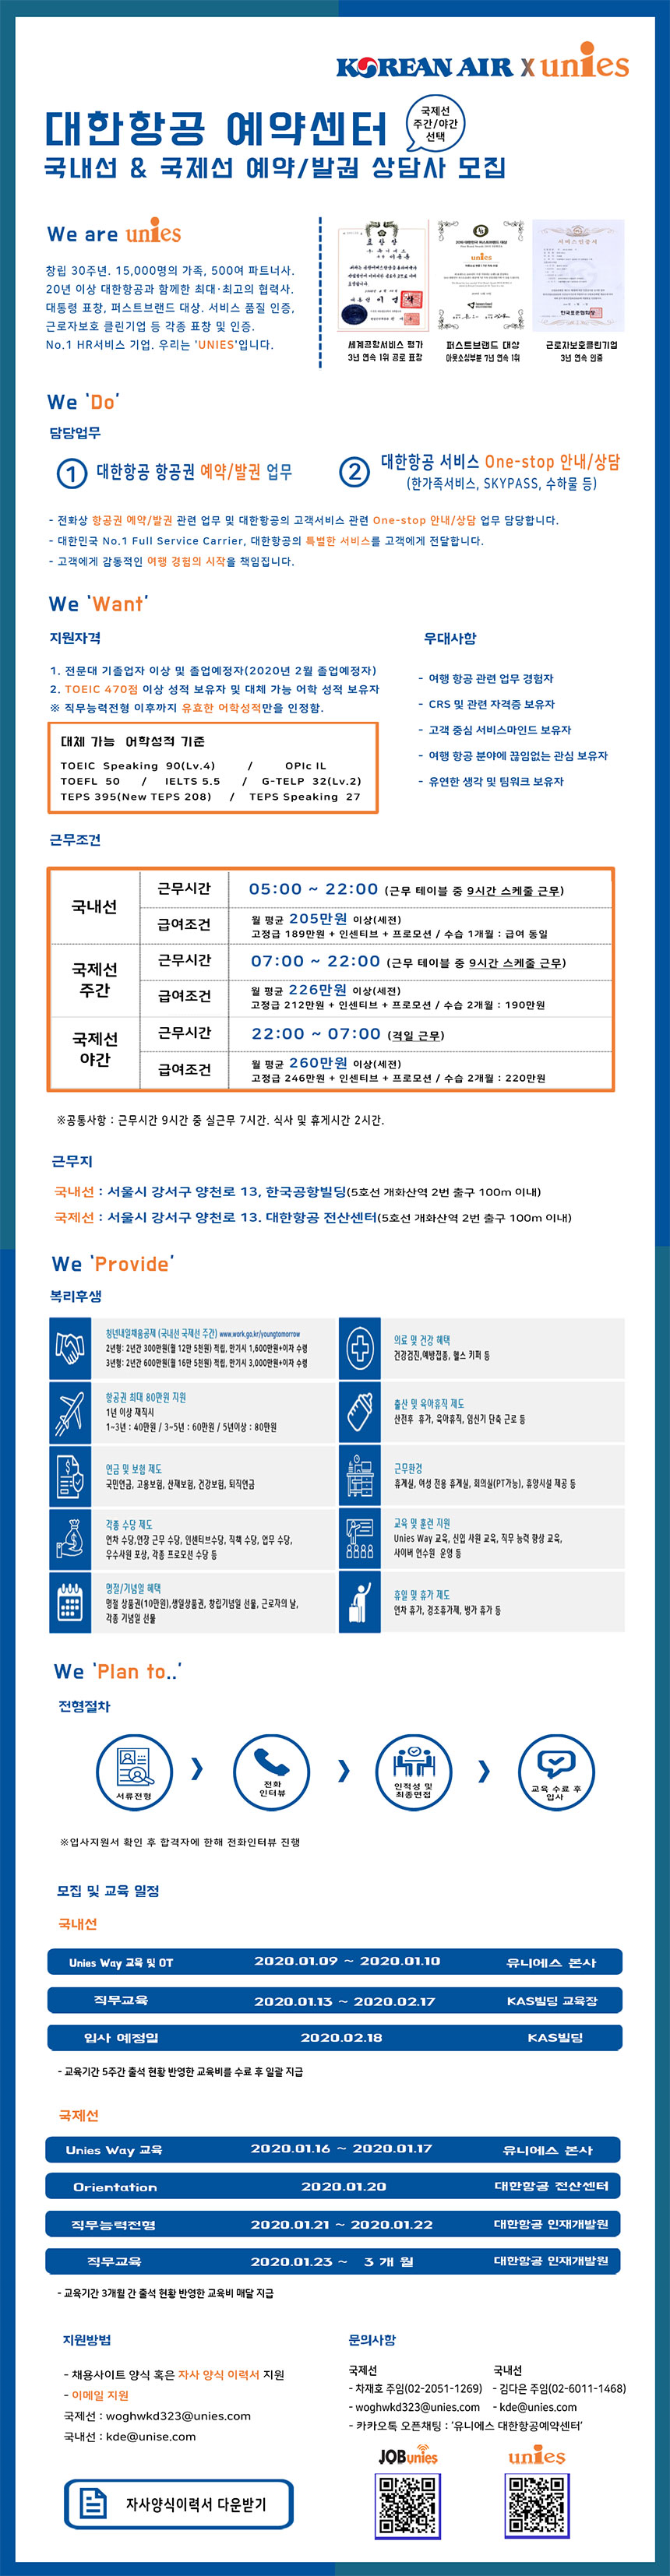 KOREAN AIR X unies
대한항공 예약센터
국제선
주간/야간
선택
국내선 & 국제선 예약/발권 상담사 모집
We are unies
창립 30주년. 15,000명의 가족, 500여 파트너사.
20년 이상 대한항공과 함께한 최대·최고의 협력사.
대통령 표창, 퍼스트브랜드 대상. 서비스 품질 인증,
근로자보호 클린기업 등 각종 표창 및 인증.
No.1 HR서비스 기업. 우리는 'UNIES'입니다.
표창장
서비스인증서
unies
한국표준협회장
세계공항서비스 평가
3년 연속 1위 공로 표창
퍼스트브랜드 대상
아웃소싱부분 7년 연속 1위
근로자보호클린기업
3년 연속 인증
We 'Do'
담당업무
1 대한항공 항공권 예약/발권 업무
2 대한항공 서비스 One-stop 안내/상담
(한가족서비스, SKYPASS, 수하물 등)
- 전화상 항공권 예약/발권 관련 업무 및 대한항공의 고객서비스 관련 One-stop 안내/상담 업무 담당합니다.
- 대한민국 No.1 Full Service Carrier, 대한항공의 특별한 서비스를 고객에게 전달합니다.
- 고객에게 감동적인 여행 경험의 시작을 책임집니다.
We 'Want'
지원자격
1. 전문대 기졸업자 이상 및 졸업예정자(2020년 2월 졸업예정자)
2. TOEIC 470점 이상 성적 보유자 및 대체 가능 어학 성적 보유자
※ 직무능력전형 이후까지 유효한 어학성적만을 인정함.
대체 가능 어학성적 기준
TOEIC Speaking 90(Lv.4) / OPIc IL
TOEFL 50 / IELTS 5.5 / G-TELP 32(Lv.2)
TEPS 395(New TEPS 208) / TEPS Speaking 27
우대사항
- 여행 항공 관련 업무 경험자
- CRS 및 관련 자격증 보유자
- 고객 중심 서비스마인드 보유자
- 여행 항공 분야에 끊임없는 관심 보유자
- 유연한 생각 및 팀워크 보유자
근무조건
국내선
근무시간
05:00 ~ 22:00 (근무 테이블 중 9시간 스케줄 근무)
급여조건
월 평균 205만원 이상(세전)
고정급 189만원 + 인센티브 + 프로모션 / 수습 1개월 : 급여 동일
국제선
주간
근무시간
07:00 ~ 22:00 (근무 테이블 중 9시간 스케줄 근무)
급여조건
월 평균 226만원 이상(세전)
고정급 212만원 + 인센티브 + 프로모션 / 수습 2개월 : 190만원
국제선
야간
근무시간
22:00 ~ 07:00 (격일 근무)
급여조건
월 평균 260만원 이상(세전)
고정급 246만원 + 인센티브 + 프로모션 / 수습 2개월 : 220만원
※공통사항 : 근무시간 9시간 중 실근무 7시간. 식사 및 휴게시간 2시간.
근무지
국내선 : 서울시 강서구 양천로 13, 한국공항빌딩(5호선 개화산역 2번 출구 100m 이내)
국제선 : 서울시 강서구 양천로 13. 대한항공 전산센터(5호선 개화산역 2번 출구 100m 이내)
We 'Provide'
복리후생
청년내일채움공제 (국내선 국제선 주간) www.work.go.kr/youngtomorrow
2년형: 2년간 300만원(월 12만 5천원) 적립, 만기시 1,600만원+이자 수령
3년형: 2년간 600만원(월 16만 5천원) 적립, 만기시 3,000만원+이자 수령
의료 및 건강 혜택
건강검진,예방접종, 헬스 키퍼 등
항공권 최대 80만원 지원
1년 이상 재직시
1~3년 : 40만원 / 3~5년 : 60만원 / 5년이상 : 80만원
출산 및 육아휴직 제도
산전후 휴가, 육아휴직, 임신기 단축 근로 등
연금 및 보험 제도
국민연금, 고용보험, 산재보험, 건강보험, 퇴직연금
근무환경
휴게실, 여성 전용 휴게실, 회의실(PT가능), 휴양시설 제공 등
각종 수당 제도
연차 수당,연장 근무 수당, 인센티브수당, 직책 수당, 업무 수당,
우수사원 포상, 각종 프로모션 수당 등
교육 및 훈련 지원
Unies Way 교육, 신입 사원 교육, 직무 능력 향상 교육,
사이버 연수원 운영 등
명절/기념일 혜택
명절 상품권(10만원),생일상품권, 창립기념일 선물, 근로자의 날,
각종 기념일 선물
휴일 및 휴가 제도
연차 휴가, 경조휴가제, 병가 휴가 등
We 'Plan to..'
전형절차
서류전형
전화
인터뷰
인적성 및
최종면접
교육 수료 후
입사
※입사지원서 확인 후 합격자에 한해 전화인터뷰 진행
모집 및 교육 일정
국내선
Unies Way 교육 및 OT 2020.01.09 ~ 2020.01.10 유니에스 본사
직무교육 2020.01.13 ~ 2020.02.17 KAS빌딩 교육장
입사 예정일 2020.02.18 KAS빌딩
- 교육기간 5주간 출석 현황 반영한 교육비를 수료 후 일괄 지급
국제선
Unies Way 교육 2020.01.16 ~ 2020.01.17 유니에스 본사
Orientation 2020.01.20 대한항공 전산센터
직무능력전형 2020.01.21 ~ 2020.01.22 대한항공 인재개발원
직무교육 2020.01.23 ~ 3 개 월 대한항공 인재개발원
- 교육기간 3개월 간 출석 현황 반영한 교육비 매달 지급
지원방법
- 채용사이트 양식 혹은 자사 양식 이력서 지원
- 이메일 지원
국제선 : woghwkd323@unies.com
국내선 : kde@unise.com
자사양식이력서 다운받기
문의사항
국제선
- 차재호 주임(02-2051-1269)
- woghwkd323@unies.com
국내선
- 김다은 주임(02-6011-1468)
- kde@unies.com
- 카카오톡 오픈채팅 : '유니에스 대한항공예약센터'
JOBunies
unies